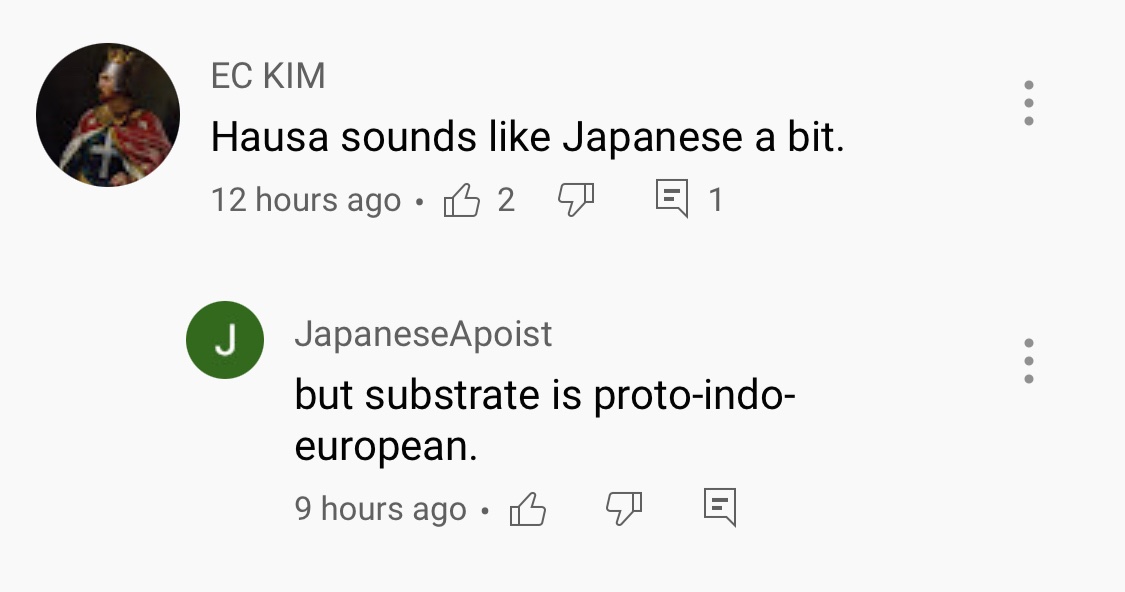 EC KIM
Hausa sounds like Japanese a bit.
12 hours ago • 2 1
J
JapaneseApoist
but substrate is proto-indo-
european.
9 hours ago •